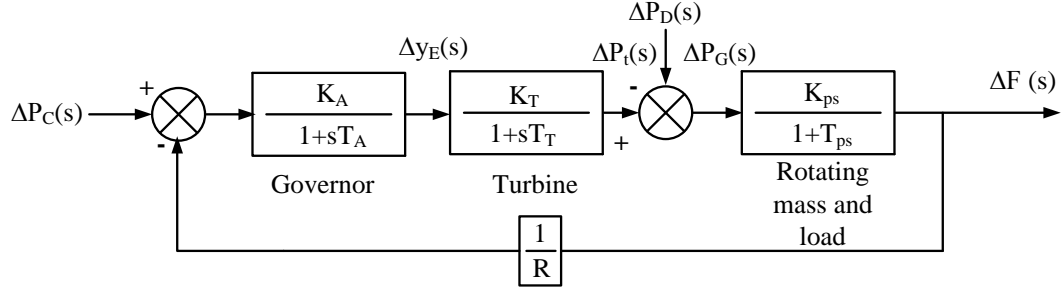 ΔP_D(s)
Δy_E(s)
ΔP_t(s)
ΔP_G(s)
ΔF (s)
ΔP_C(s)
+
-
K_A
1+sT_A
K_T
1+sT_T
-
+
K_ps
1+T_ps
Governor
Turbine
Rotating
mass and
load
1
R